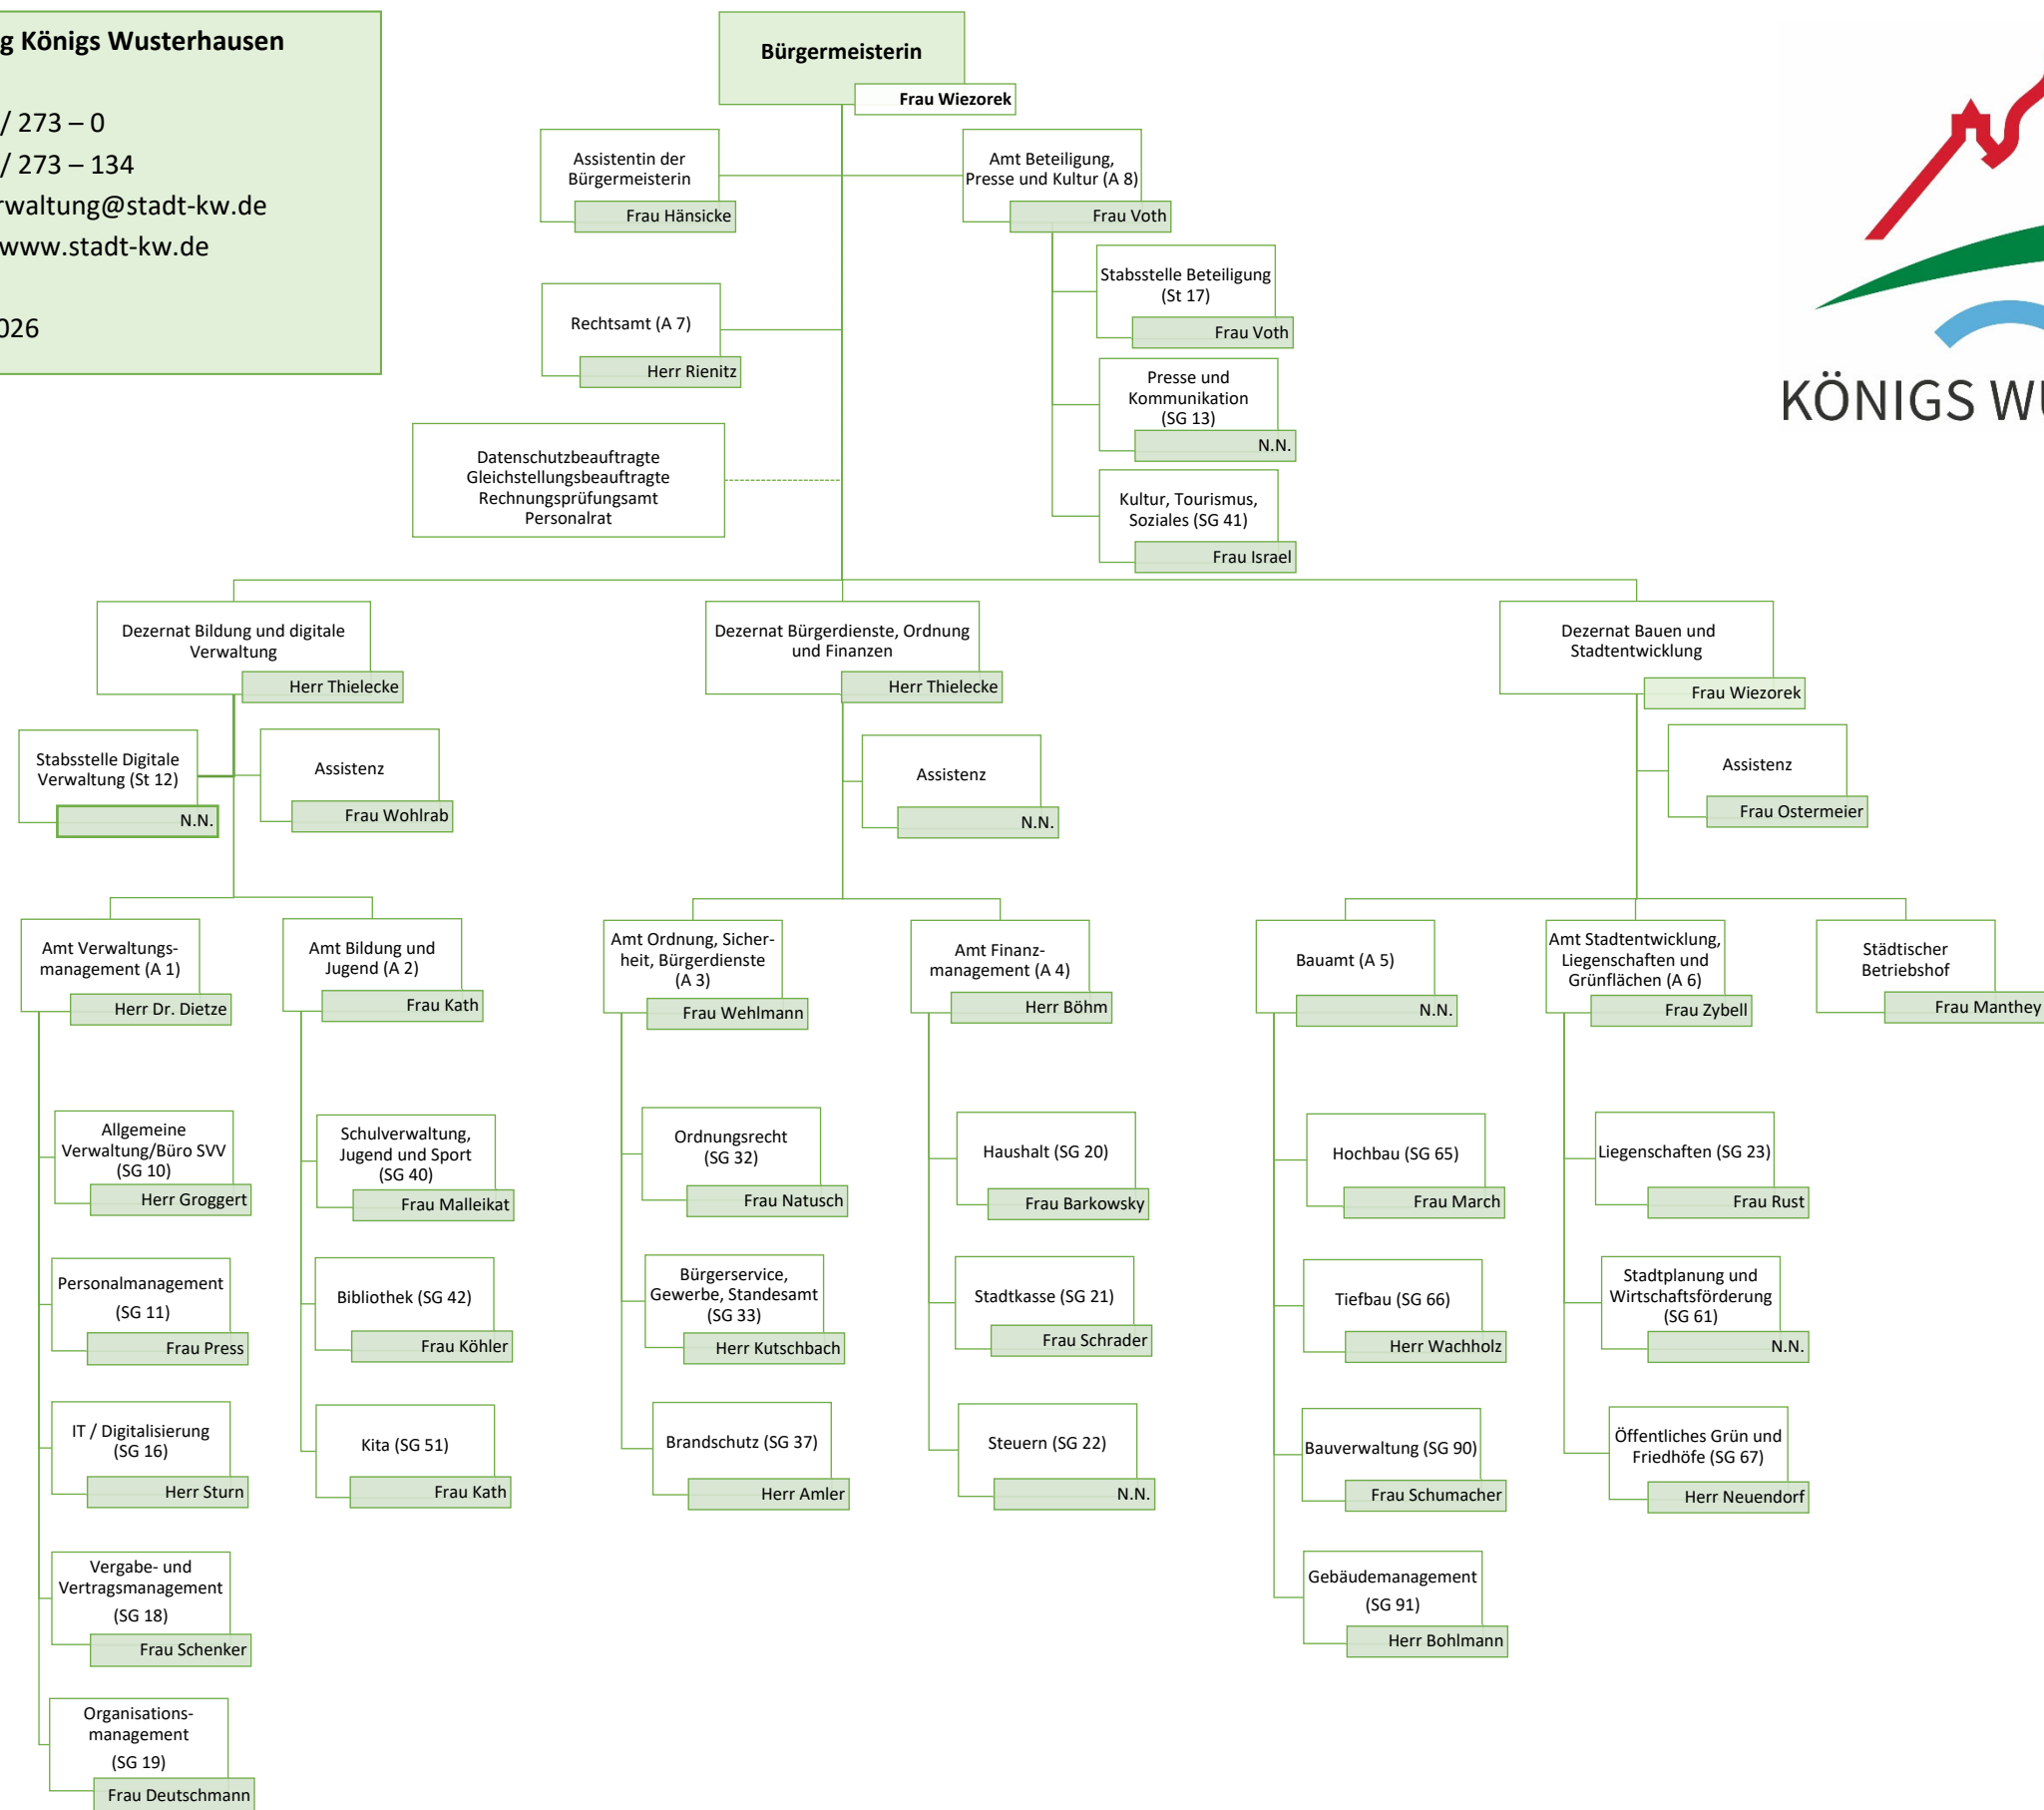 g Königs Wusterhausen
/ 273 – 0
/ 273 – 134
rwaltung@stadt-kw.de
www.stadt-kw.de
026
Bürgermeisterin
Frau Wiezorek
KÖNIGS WU
Assistentin der
Bürgermeisterin
Frau Hänsicke
Amt Beteiligung,
Presse und Kultur (A 8)
Frau Voth
Stabsstelle Beteiligung
(St 17)
Frau Voth
Rechtsamt (A 7)
Herr Rienitz
Presse und
Kommunikation
(SG 13)
N.N.
Datenschutzbeauftragte
Gleichstellungsbeauftragte
Rechnungsprüfungsamt
Personalrat
Kultur, Tourismus,
Soziales (SG 41)
Frau Israel
Dezernat Bildung und digitale
Verwaltung
Herr Thielecke
Dezernat Bürgerdienste, Ordnung
und Finanzen
Herr Thielecke
Dezernat Bauen und
Stadtentwicklung
Frau Wiezorek
Stabsstelle Digitale
Verwaltung (St 12)
N.N.
Assistenz
Frau Wohlrab
Assistenz
N.N.
Assistenz
Frau Ostermeier
Amt Verwaltungs-
management (A 1)
Herr Dr. Dietze
Amt Bildung und
Jugend (A 2)
Frau Kath
Amt Ordnung, Sicher-
heit, Bürgerdienste
(A 3)
Frau Wehlmann
Amt Finanz-
management (A 4)
Herr Böhm
Bauamt (A 5)
N.N.
Amt Stadtentwicklung,
Liegenschaften und
Grünflächen (A 6)
Frau Zybell
Städtischer
Betriebshof
Frau Manthey
Allgemeine
Verwaltung/Büro SVV
(SG 10)
Herr Groggert
Schulverwaltung,
Jugend und Sport
(SG 40)
Frau Malleikat
Ordnungsrecht
(SG 32)
Frau Natusch
Haushalt (SG 20)
Frau Barkowsky
Hochbau (SG 65)
Frau March
Liegenschaften (SG 23)
Frau Rust
Personalmanagement
(SG 11)
Frau Press
Bibliothek (SG 42)
Frau Köhler
Bürgerservice,
Gewerbe, Standesamt
(SG 33)
Herr Kutschbach
Stadtkasse (SG 21)
Frau Schrader
Tiefbau (SG 66)
Herr Wachholz
Stadtplanung und
Wirtschaftsförderung
(SG 61)
N.N.
IT / Digitalisierung
(SG 16)
Herr Sturn
Kita (SG 51)
Frau Kath
Brandschutz (SG 37)
Herr Amler
Steuern (SG 22)
N.N.
Bauverwaltung (SG 90)
Frau Schumacher
Öffentliches Grün und
Friedhöfe (SG 67)
Herr Neuendorf
Vergabe- und
Vertragsmanagement
(SG 18)
Frau Schenker
Gebäudemanagement
(SG 91)
Herr Bohlmann
Organisations-
management
(SG 19)
Frau Deutschmann